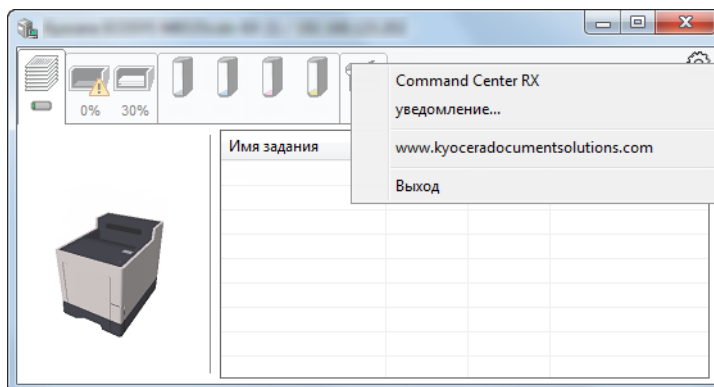 Command Center RX
0%
30%
уведомление...
Имя задания
www.kyoceradocumentsolutions.com
Выход